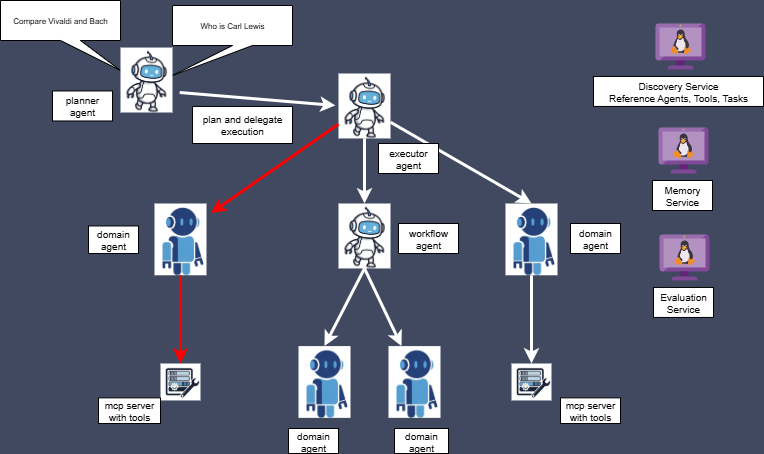 Compare Vivaldi and Bach
Who is Carl Lewis
planner
agent
plan and delegate
execution
executor
agent
Discovery Service
Reference Agents, Tools, Tasks
Memory
Service
Evaluation
Service
domain
agent
workflow
agent
domain
agent
mcp server
with tools
mcp server
with tools
domain
agent
domain
agent